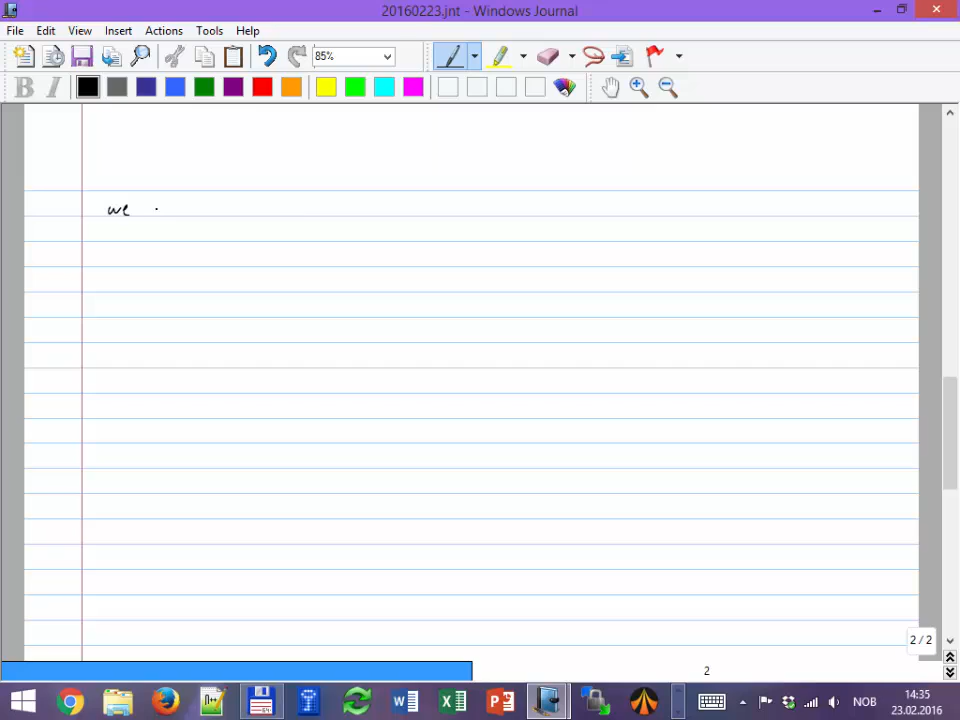 20160223.jnt - Windows Journal
File Edit View Insert Actions Tools Help
85%
B I
we
2 / 2
2
NOB
14:35
23.02.2016